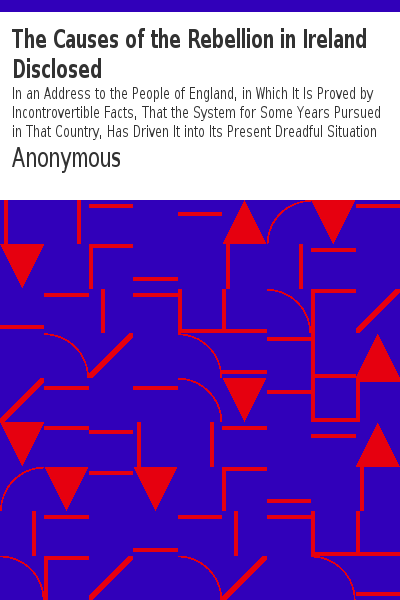 The Causes of the Rebellion in Ireland
Disclosed
In an Address to the People of England, in Which It Is Proved by
Incontrovertible Facts, That the System for Some Years Pursued
in That Country, Has Driven It into Its Present Dreadful Situation
Anonymous